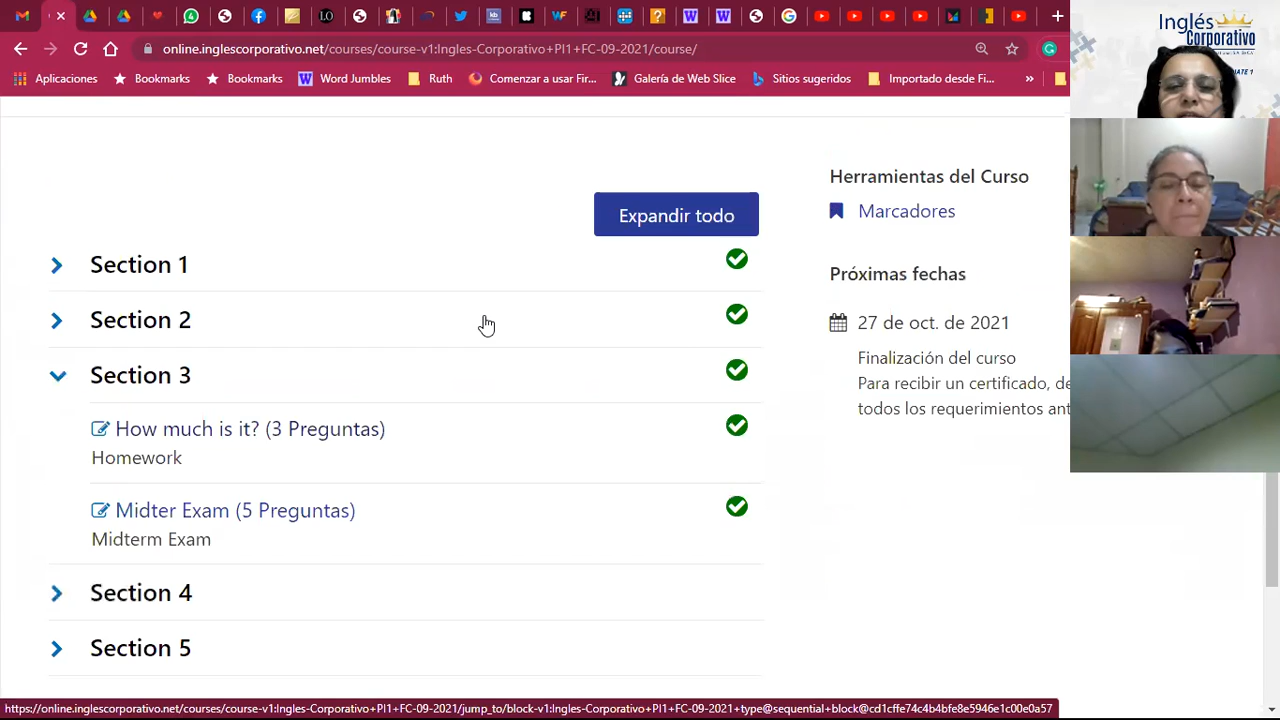 online.inglescorporativo.net/courses/course-v1:Ingles-Corporativo+PI1+FC-09-2021/course/
Aplicaciones
Bookmarks
Bookmarks
Word Jumbles
Ruth
Comenzar a usar Fir...
Galería de Web Slice
Sitios sugeridos
Importado desde Fi...
»
Inglés
Corporativo
Expandir todo
Section 1
Section 2
Section 3
How much is it? (3 Preguntas)
Homework
Midter Exam (5 Preguntas)
Midterm Exam
Section 4
Section 5
Herramientas del Curso
Marcadores
Próximas fechas
27 de oct. de 2021
Finalización del curso
Para recibir un certificado, de
todos los requerimientos ant
https://online.inglescorporativo.net/courses/course-v1:Ingles-Corporativo+PI1+FC-09-2021/jump_to/block-v1:Ingles-Corporativo+PI1+FC-09-2021+type@sequential+block@cd1cffe74c4b4bfe8e5946e1c00e0a57